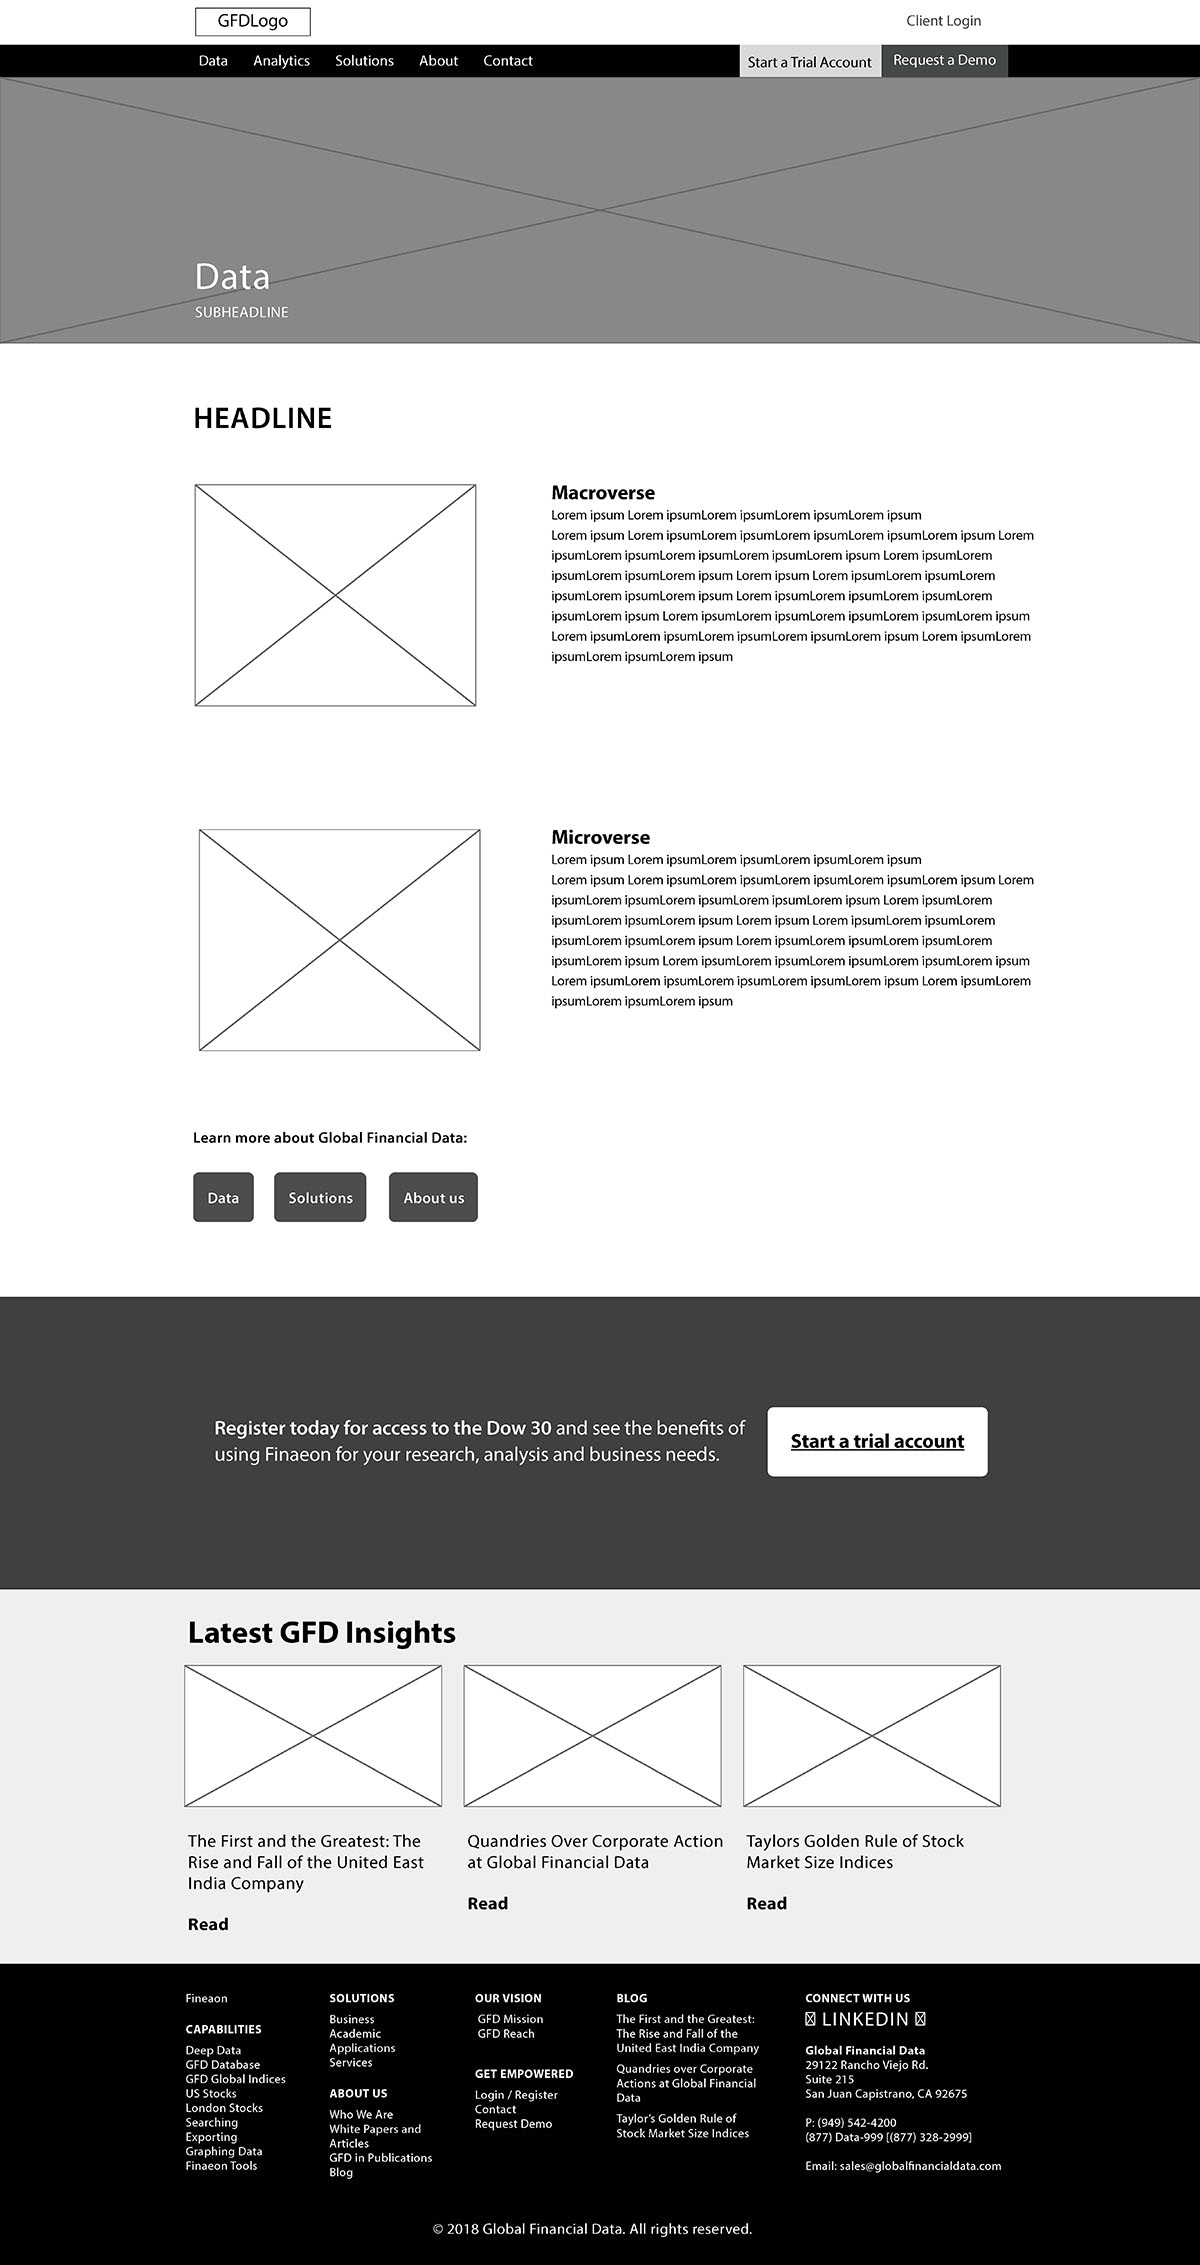 GFDLogo
Client Login
Data
Analytics
Solutions
About
Contact
Start a Trial Account
Request a Demo
Data
SUBHEADLINE
HEADLINE
Macroverse
Lorem ipsum Lorem ipsumLorem ipsumLorem ipsumLorem ipsum
Lorem ipsum Lorem ipsumLorem ipsumLorem ipsumLorem ipsumLorem ipsum Lorem
ipsumLorem ipsumLorem ipsumLorem ipsumLorem ipsum Lorem ipsumLorem
ipsumLorem ipsumLorem ipsum Lorem ipsum Lorem ipsumLorem ipsumLorem
ipsumLorem ipsumLorem ipsum Lorem ipsumLorem ipsumLorem ipsumLorem
ipsumLorem ipsum Lorem ipsumLorem ipsumLorem ipsumLorem ipsumLorem ipsum
Lorem ipsumLorem ipsumLorem ipsumLorem ipsumLorem ipsum Lorem ipsumLorem
ipsumLorem ipsumLorem ipsum
Microverse
Lorem ipsum Lorem ipsumLorem ipsumLorem ipsumLorem ipsum
Lorem ipsum Lorem ipsumLorem ipsumLorem ipsumLorem ipsumLorem ipsum Lorem
ipsumLorem ipsumLorem ipsumLorem ipsumLorem ipsum Lorem ipsumLorem
ipsumLorem ipsumLorem ipsum Lorem ipsum Lorem ipsumLorem ipsumLorem
ipsumLorem ipsumLorem ipsum Lorem ipsumLorem ipsumLorem ipsumLorem
ipsumLorem ipsum Lorem ipsumLorem ipsumLorem ipsumLorem ipsumLorem ipsum
Lorem ipsumLorem ipsumLorem ipsumLorem ipsumLorem ipsum Lorem ipsumLorem
ipsumLorem ipsumLorem ipsum
Learn more about Global Financial Data:
Data
Solutions
About us
Register today for access to the Dow 30 and see the benefits of
using Finaeon for your research, analysis and business needs.
Start a trial account
Latest GFD Insights
The First and the Greatest: The
Rise and Fall of the United East
India Company
Read
Quandries Over Corporate Action
at Global Financial Data
Read
Taylors Golden Rule of Stock
Market Size Indices
Read
Fineaon
CAPABILITIES
Deep Data
GFD Database
GFD Global Indices
US Stocks
London Stocks
Searching
Exporting
Graphing Data
Finaeon Tools
SOLUTIONS
Business
Academic
Applications
Services
ABOUT US
Who We Are
White Papers and
Articles
GFD in Publications
Blog
OUR VISION
GFD Mission
GFD Reach
GET EMPOWERED
Login / Register
Contact
Request Demo
BLOG
The First and the Greatest:
The Rise and Fall of the
United East India Company
Quandries over Corporate
Actions at Global Financial
Data
Taylor's Golden Rule of
Stock Market Size Indices
CONNECT WITH US
LINKEDIN
Global Financial Data
29122 Rancho Viejo Rd.
Suite 215
San Juan Capistrano, CA 92675
P: (949) 542-4200
(877) Data-999 [(877) 328-2999]
Email: sales@globalfinancialdata.com
© 2018 Global Financial Data. All rights reserved.